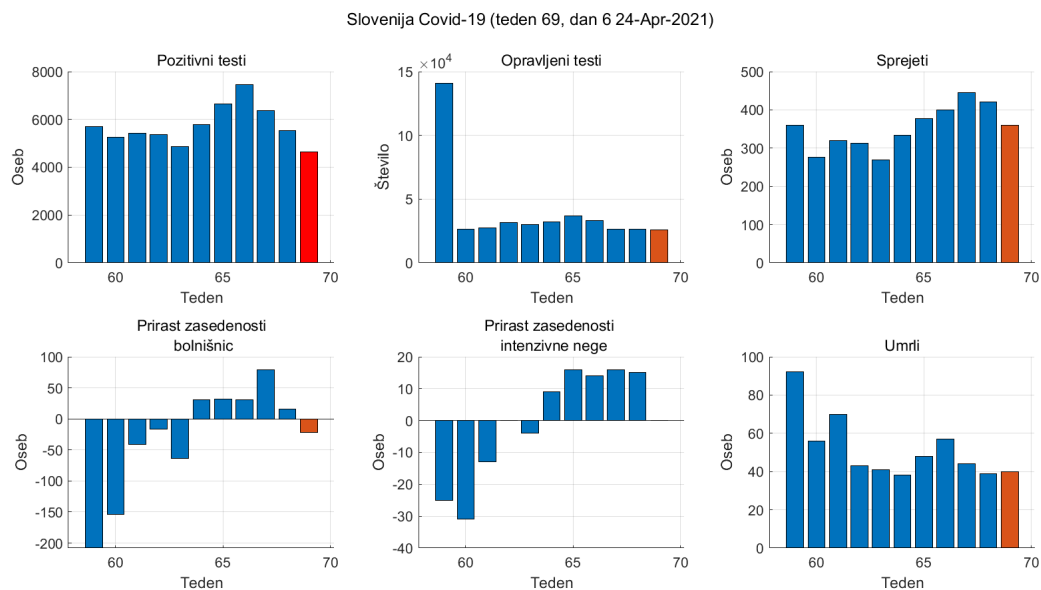 Slovenija Covid-19 (teden 69, dan 6 24-Apr-2021)
Pozitivni testi
8000
6000
4000
2000
0
Oseb
60
65
70
Teden
Opravljeni testi
×10⁴
15
10
5
0
Število
60
65
70
Teden
Sprejeti
500
400
300
200
100
0
Oseb
60
65
70
Teden
Prirast zasedenosti
bolnišnic
100
50
0
-50
-100
-150
-200
Oseb
60
65
70
Teden
Prirast zasedenosti
intenzivne nege
20
10
0
-10
-20
-30
-40
Oseb
60
65
70
Teden
Umrli
100
80
60
40
20
0
Oseb
60
65
70
Teden